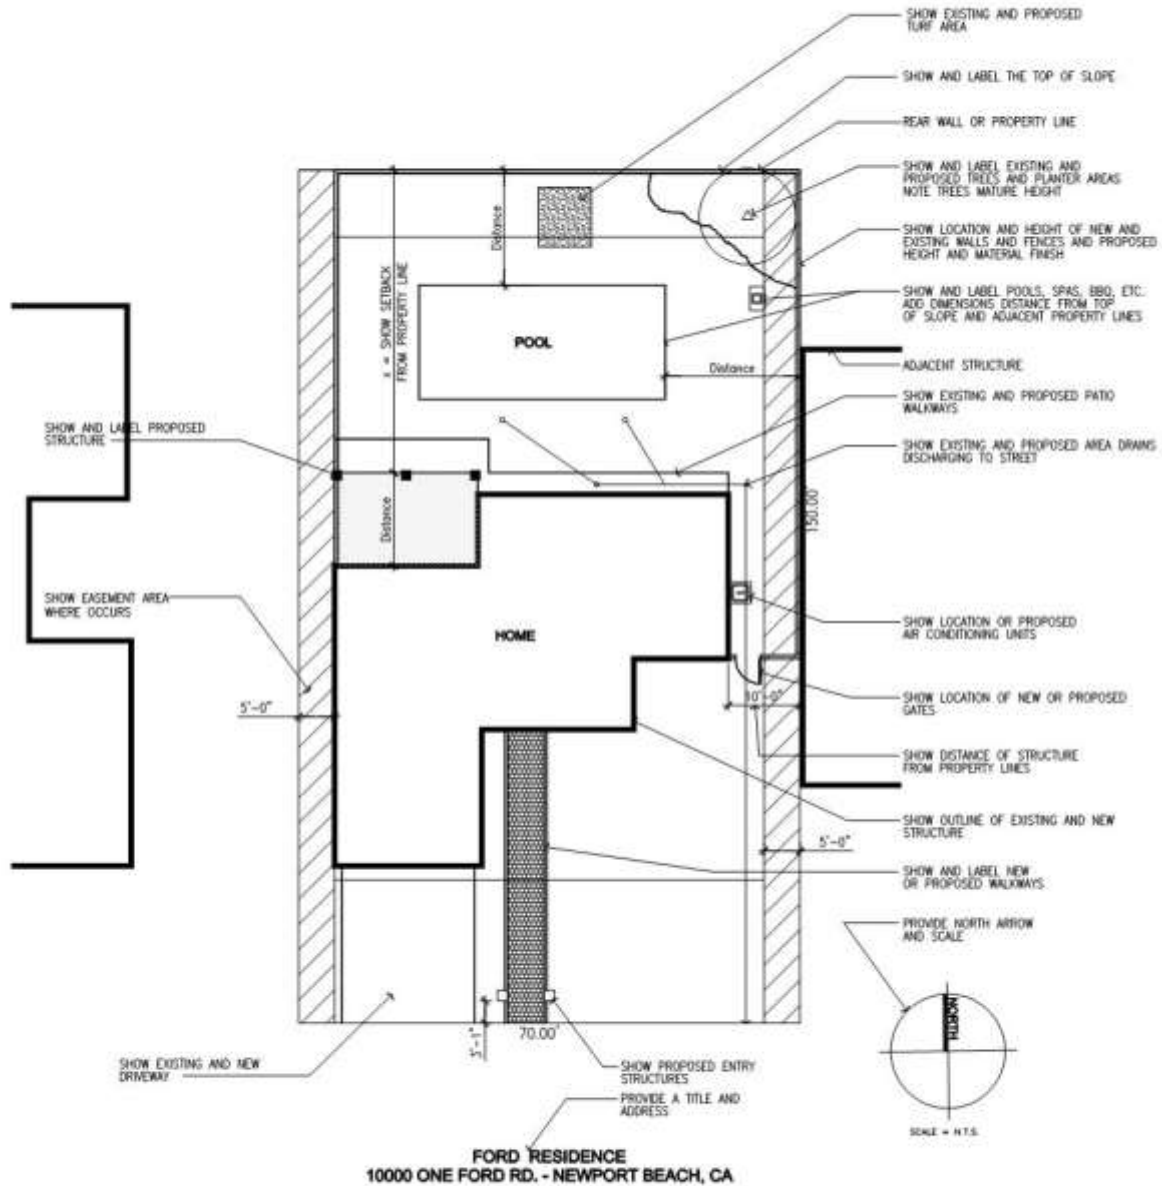 SHOW EXISTING AND PROPOSED
TURF AREA
SHOW AND LABEL THE TOP OF SLOPE
REAR WALL OR PROPERTY LINE
SHOW AND LABEL EXISTING AND
PROPOSED TREES AND PLANTER AREAS
NOTE TREES MATURE HEIGHT
SHOW LOCATION AND HEIGHT OF NEW AND
EXISTING WALLS AND FENCES AND PROPOSED
HEIGHT AND MATERIAL FINISH
SHOW AND LABEL POOLS, SPAS, BBQ, ETC.
ADD DIMENSIONS DISTANCE FROM TOP
OF SLOPE AND ADJACENT PROPERTY LINES
ADJACENT STRUCTURE
SHOW EXISTING AND PROPOSED PATIO
WALKWAYS
SHOW EXISTING AND PROPOSED AREA DRAINS
DISCHARGING TO STREET
SHOW LOCATION OR PROPOSED
AIR CONDITIONING UNITS
SHOW LOCATION OF NEW OR PROPOSED
GATES
SHOW DISTANCE OF STRUCTURE
FROM PROPERTY LINES
SHOW OUTLINE OF EXISTING AND NEW
STRUCTURE
SHOW AND LABEL NEW
OR PROPOSED WALKWAYS
PROVIDE NORTH ARROW
AND SCALE
NORTH
SCALE = N.T.S.
Distance
x = SHOW SETBACK
FROM PROPERTY LINE
POOL
Distance
SHOW AND LABEL PROPOSED
STRUCTURE
Distance
150.00'
SHOW EASEMENT AREA
WHERE OCCURS
HOME
5'-0"
10'-0"
5'-0"
5'-1"
70.00'
SHOW EXISTING AND NEW
DRIVEWAY
SHOW PROPOSED ENTRY
STRUCTURES
PROVIDE A TITLE AND
ADDRESS
FORD RESIDENCE
10000 ONE FORD RD. - NEWPORT BEACH, CA